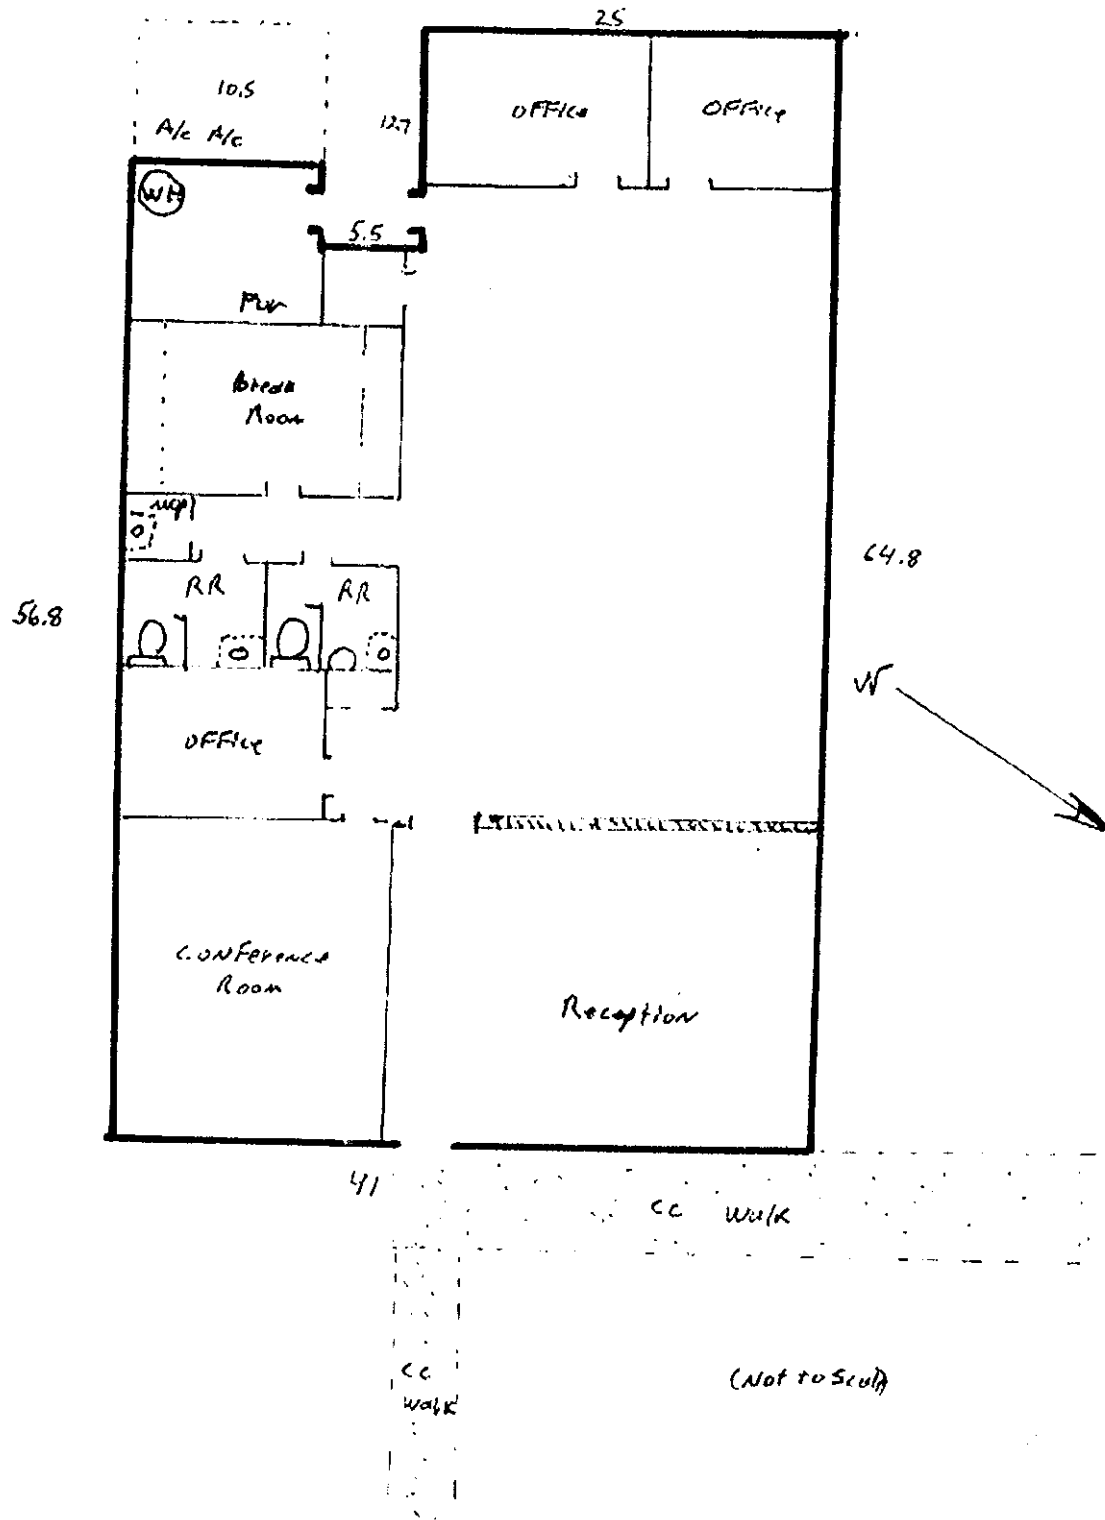 25
10.5
A/c A/c
12.7
OFFice
OFFice
WH
5.5
Pwr
Break
Room
mop
RR
RR
56.8
64.8
OFFice
CONFerence
Room
Reception
41
cc Walk
cc
Walk
(Not to Scale)